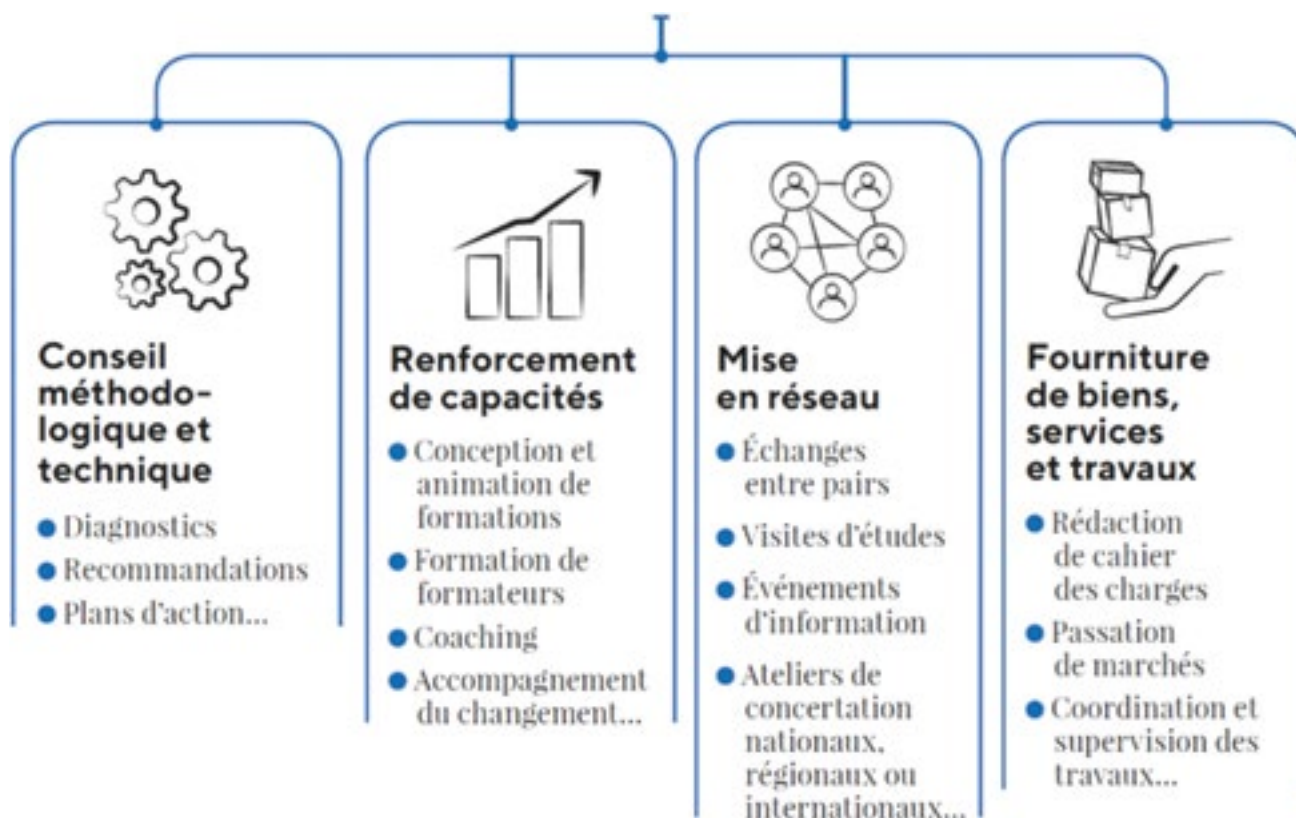 Conseil
méthodo-
logique et
technique
● Diagnostics
● Recommandations
● Plans d'action...
Renforcement
de capacités
● Conception et
animation de
formations
● Formation de
formateurs
● Coaching
● Accompagnement
du changement...
Mise
en réseau
● Échanges
entre pairs
● Visites d'études
● Événements
d'information
● Ateliers de
concertation
nationaux,
régionaux ou
internationaux...
Fourniture
de biens,
services
et travaux
● Rédaction
de cahier
des charges
● Passation
de marchés
● Coordination et
supervision des
travaux...